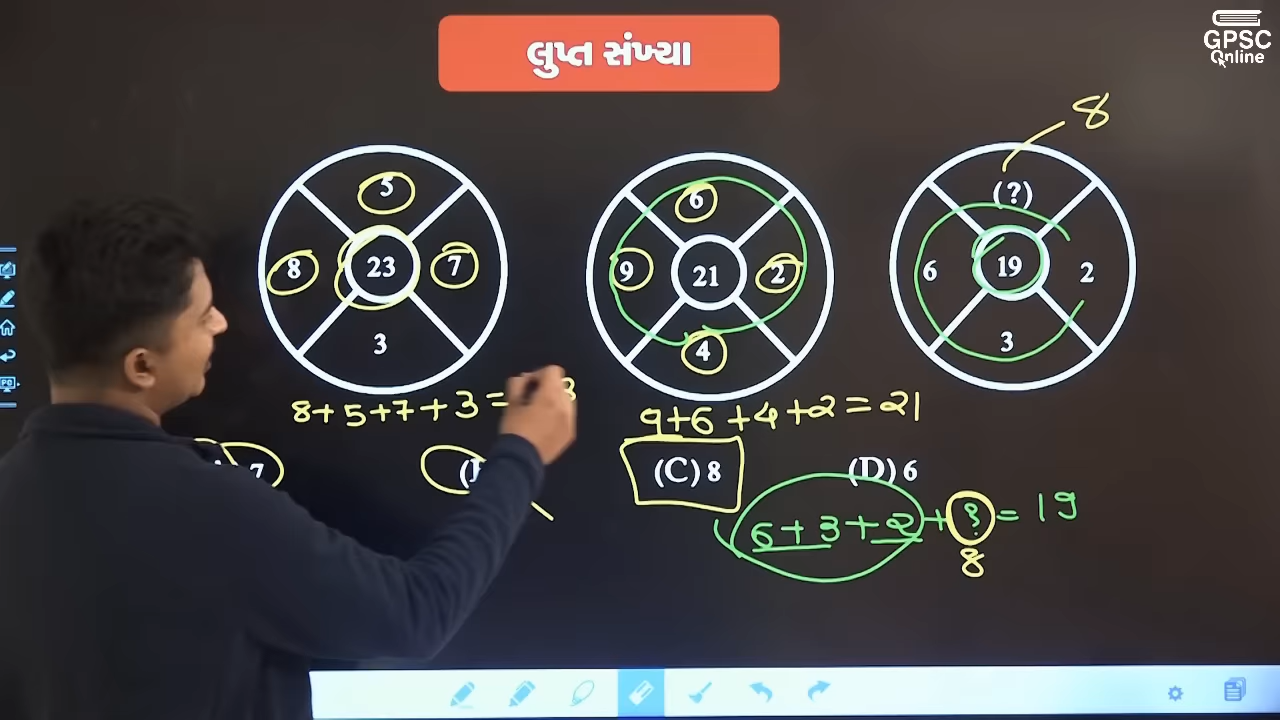 GPSC
Online
લુપ્ત સંખ્યા
8
5
8 23 7
3
6
9 21 2
4
(?)
6 19 2
3
8+5+7+3=
9+6+4+2=21
7
(C) 8
(D) 6
6+3+2+?=19
8